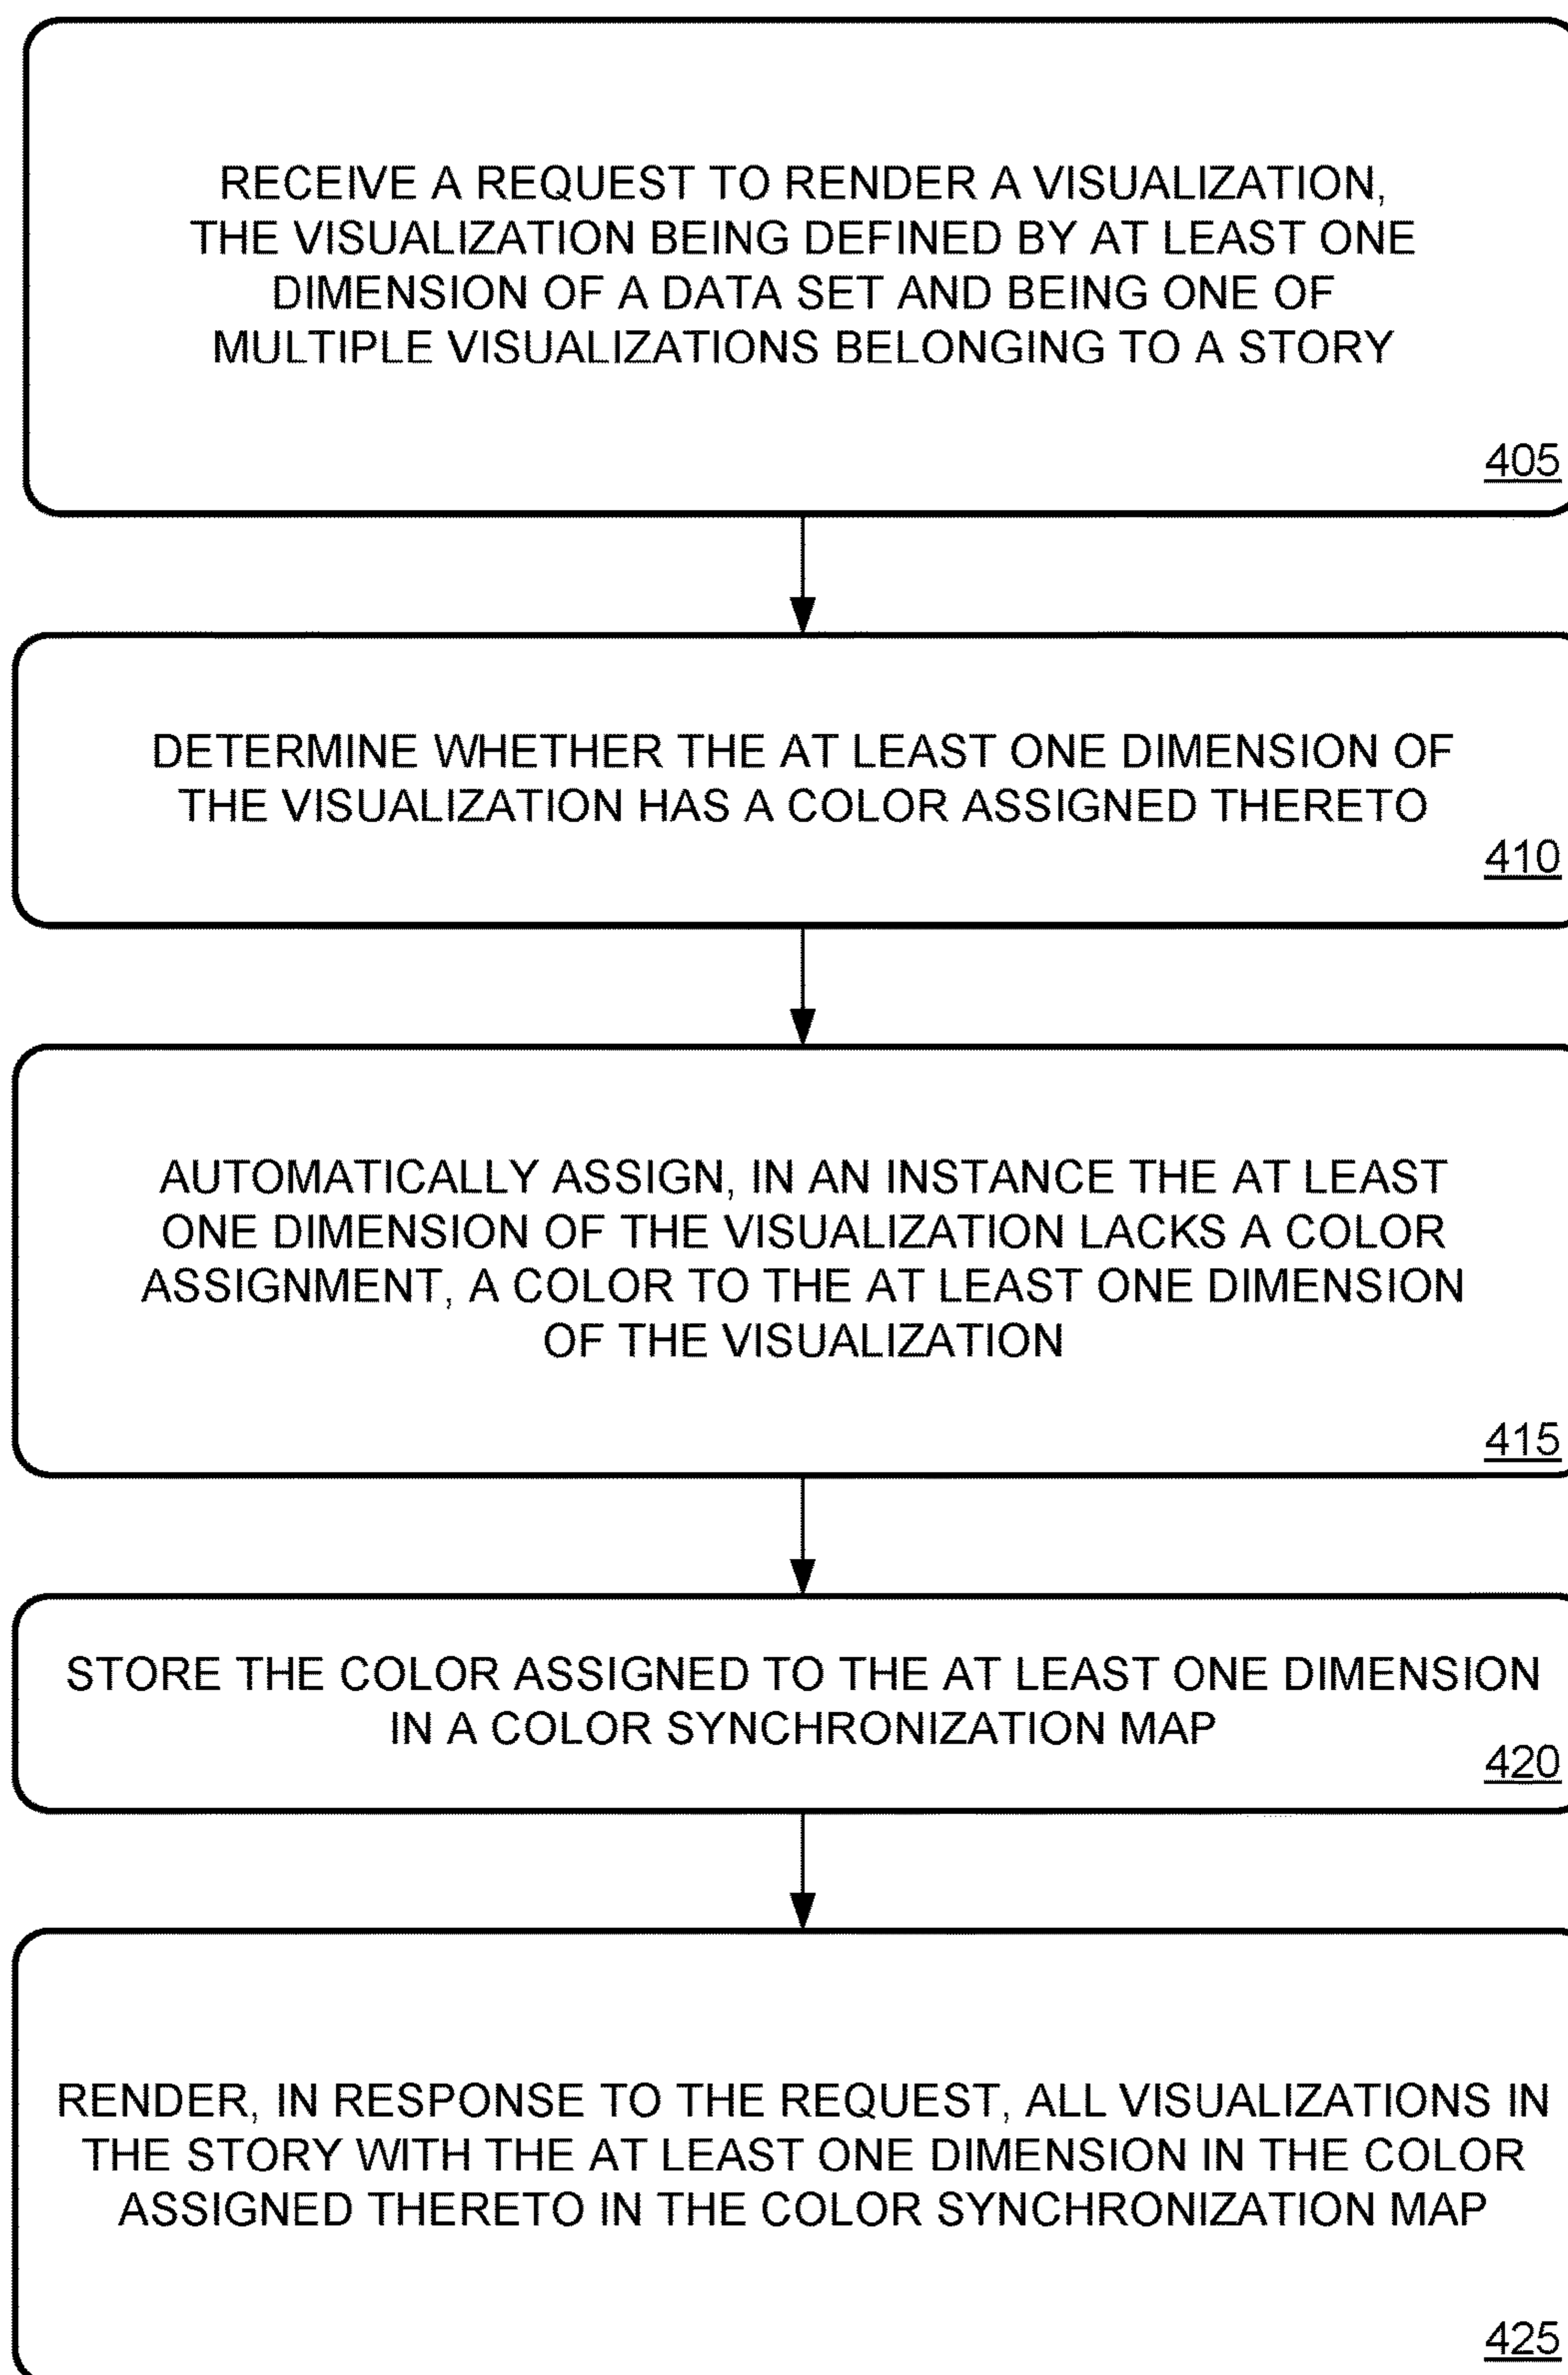 RECEIVE A REQUEST TO RENDER A VISUALIZATION,
THE VISUALIZATION BEING DEFINED BY AT LEAST ONE
DIMENSION OF A DATA SET AND BEING ONE OF
MULTIPLE VISUALIZATIONS BELONGING TO A STORY
405
DETERMINE WHETHER THE AT LEAST ONE DIMENSION OF
THE VISUALIZATION HAS A COLOR ASSIGNED THERETO
410
AUTOMATICALLY ASSIGN, IN AN INSTANCE THE AT LEAST
ONE DIMENSION OF THE VISUALIZATION LACKS A COLOR
ASSIGNMENT, A COLOR TO THE AT LEAST ONE DIMENSION
OF THE VISUALIZATION
415
STORE THE COLOR ASSIGNED TO THE AT LEAST ONE DIMENSION
IN A COLOR SYNCHRONIZATION MAP
420
RENDER, IN RESPONSE TO THE REQUEST, ALL VISUALIZATIONS IN
THE STORY WITH THE AT LEAST ONE DIMENSION IN THE COLOR
ASSIGNED THERETO IN THE COLOR SYNCHRONIZATION MAP
425